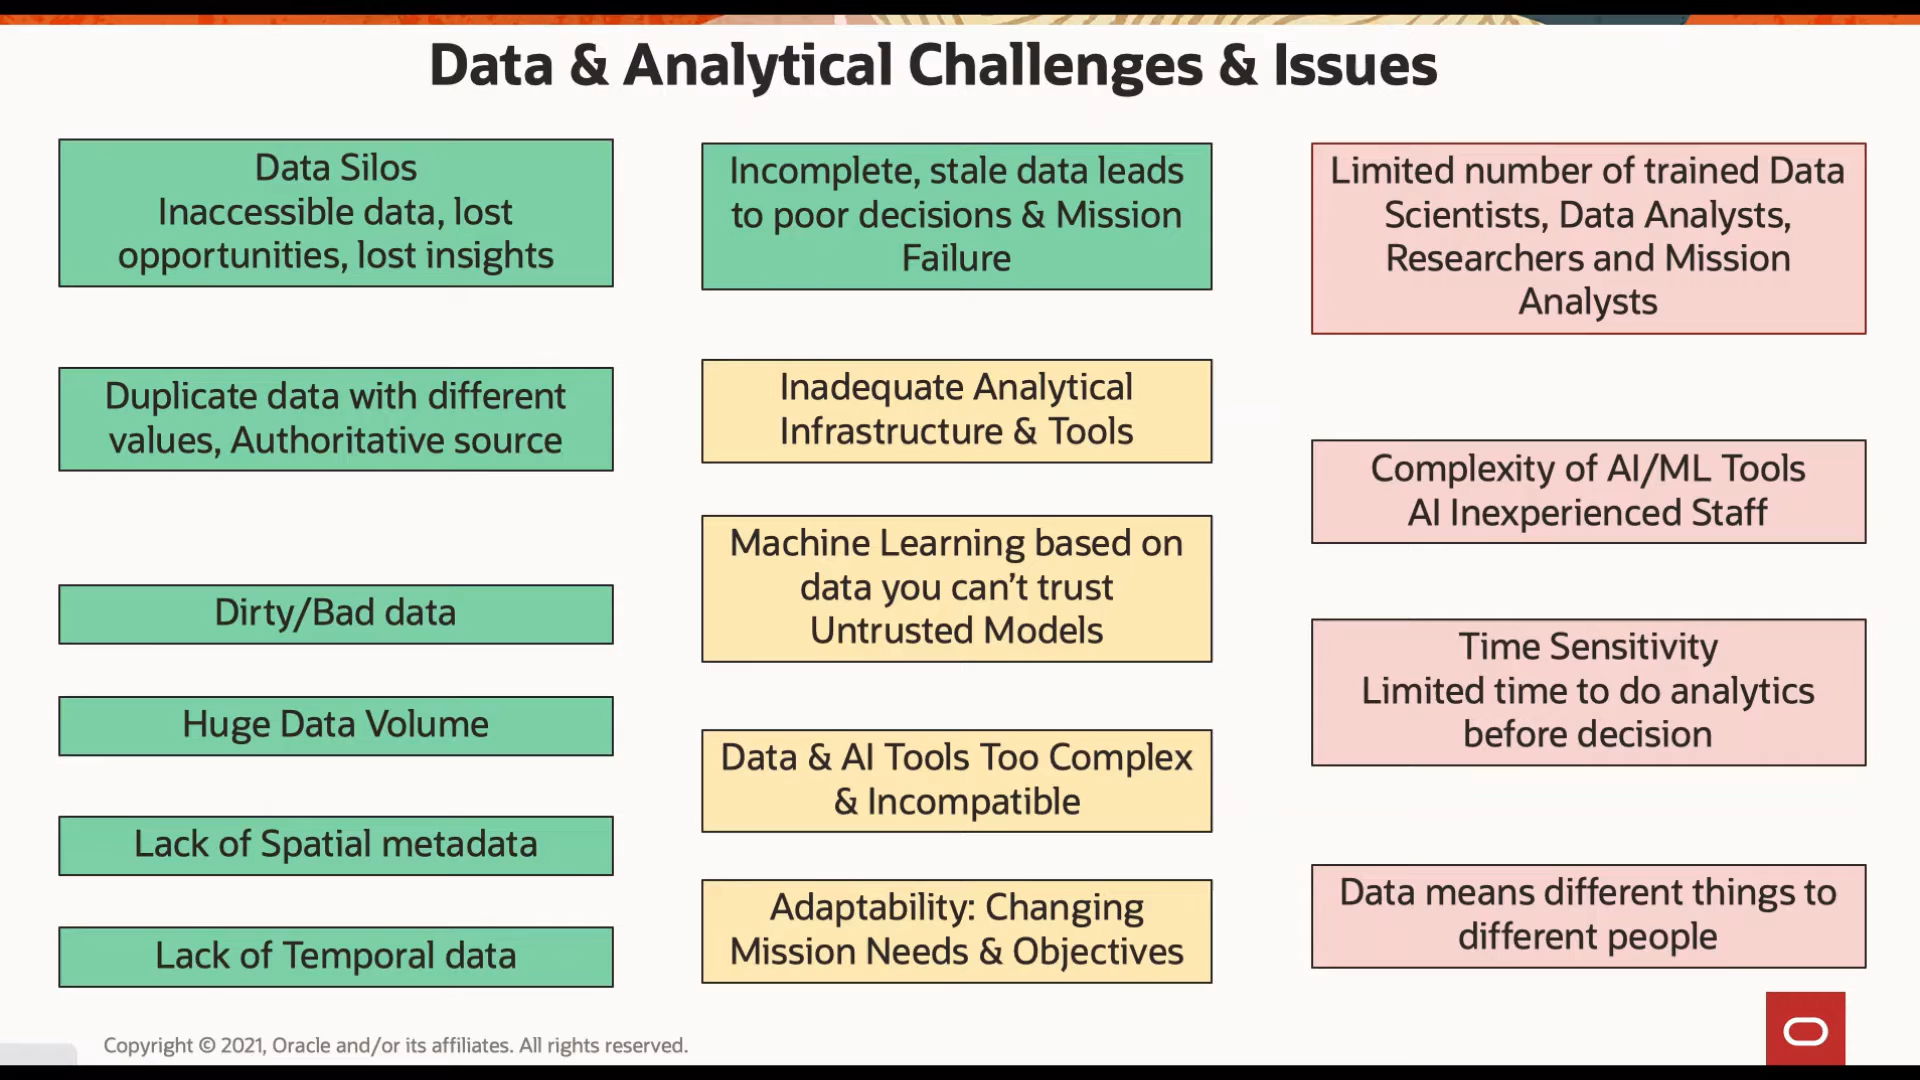 Data & Analytical Challenges & Issues
Data Silos
Inaccessible data, lost
opportunities, lost insights
Duplicate data with different
values, Authoritative source
Dirty/Bad data
Huge Data Volume
Lack of Spatial metadata
Lack of Temporal data
Incomplete, stale data leads
to poor decisions & Mission
Failure
Inadequate Analytical
Infrastructure & Tools
Machine Learning based on
data you can’t trust
Untrusted Models
Data & AI Tools Too Complex
& Incompatible
Adaptability: Changing
Mission Needs & Objectives
Limited number of trained Data
Scientists, Data Analysts,
Researchers and Mission
Analysts
Complexity of AI/ML Tools
AI Inexperienced Staff
Time Sensitivity
Limited time to do analytics
before decision
Data means different things to
different people
Copyright © 2021, Oracle and/or its affiliates. All rights reserved.